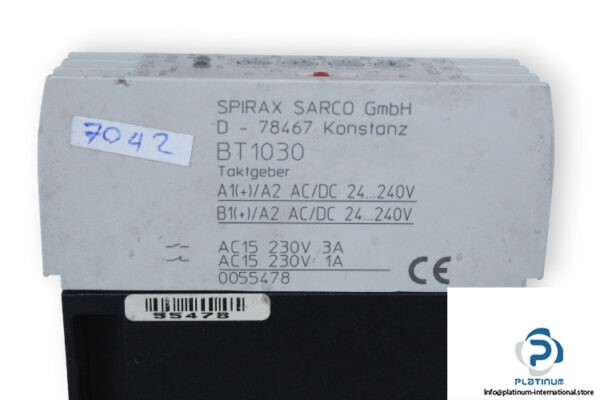 7042
SPIRAX SARCO GmbH
D - 78467 Konstanz
BT1030
Taktgeber
A1(+)/A2 AC/DC 24...240V
B1(+)/A2 AC/DC 24...240V
AC15 230V 3A
AC15 230V 1A
0055478
CE
55478
PLATINUM
Info@platinum-international.store